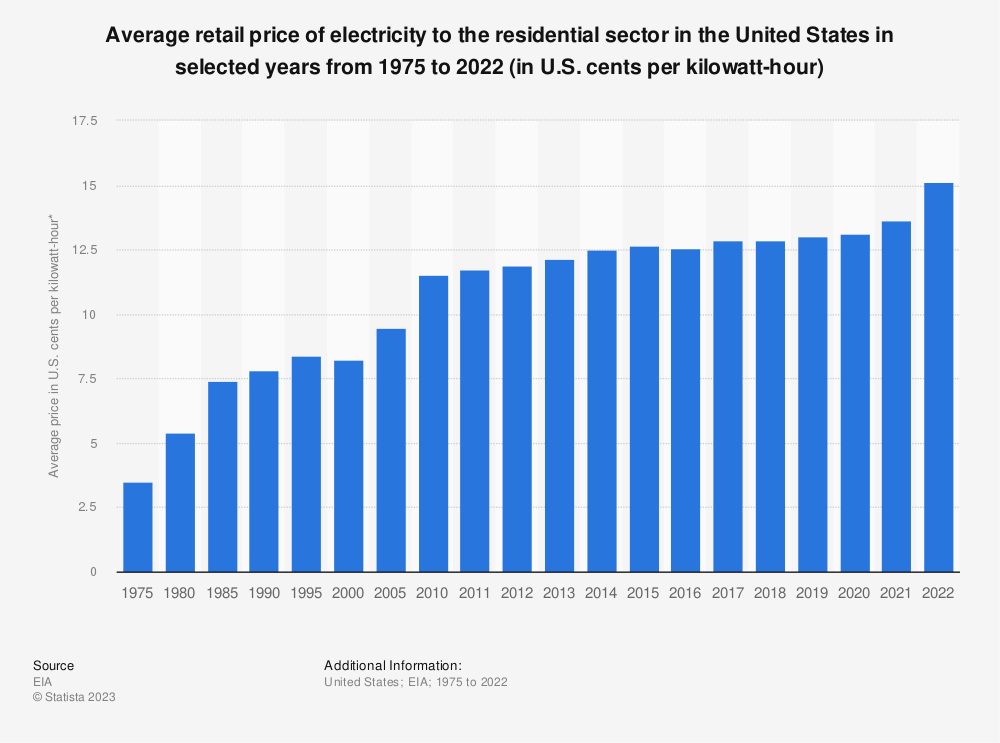 Average retail price of electricity to the residential sector in the United States in
selected years from 1975 to 2022 (in U.S. cents per kilowatt-hour)
Average price in U.S. cents per kilowatt-hour*
17.5
15
12.5
10
7.5
5
2.5
0
1975 1980 1985 1990 1995 2000 2005 2010 2011 2012 2013 2014 2015 2016 2017 2018 2019 2020 2021 2022
Source
EIA
© Statista 2023
Additional Information:
United States; EIA; 1975 to 2022